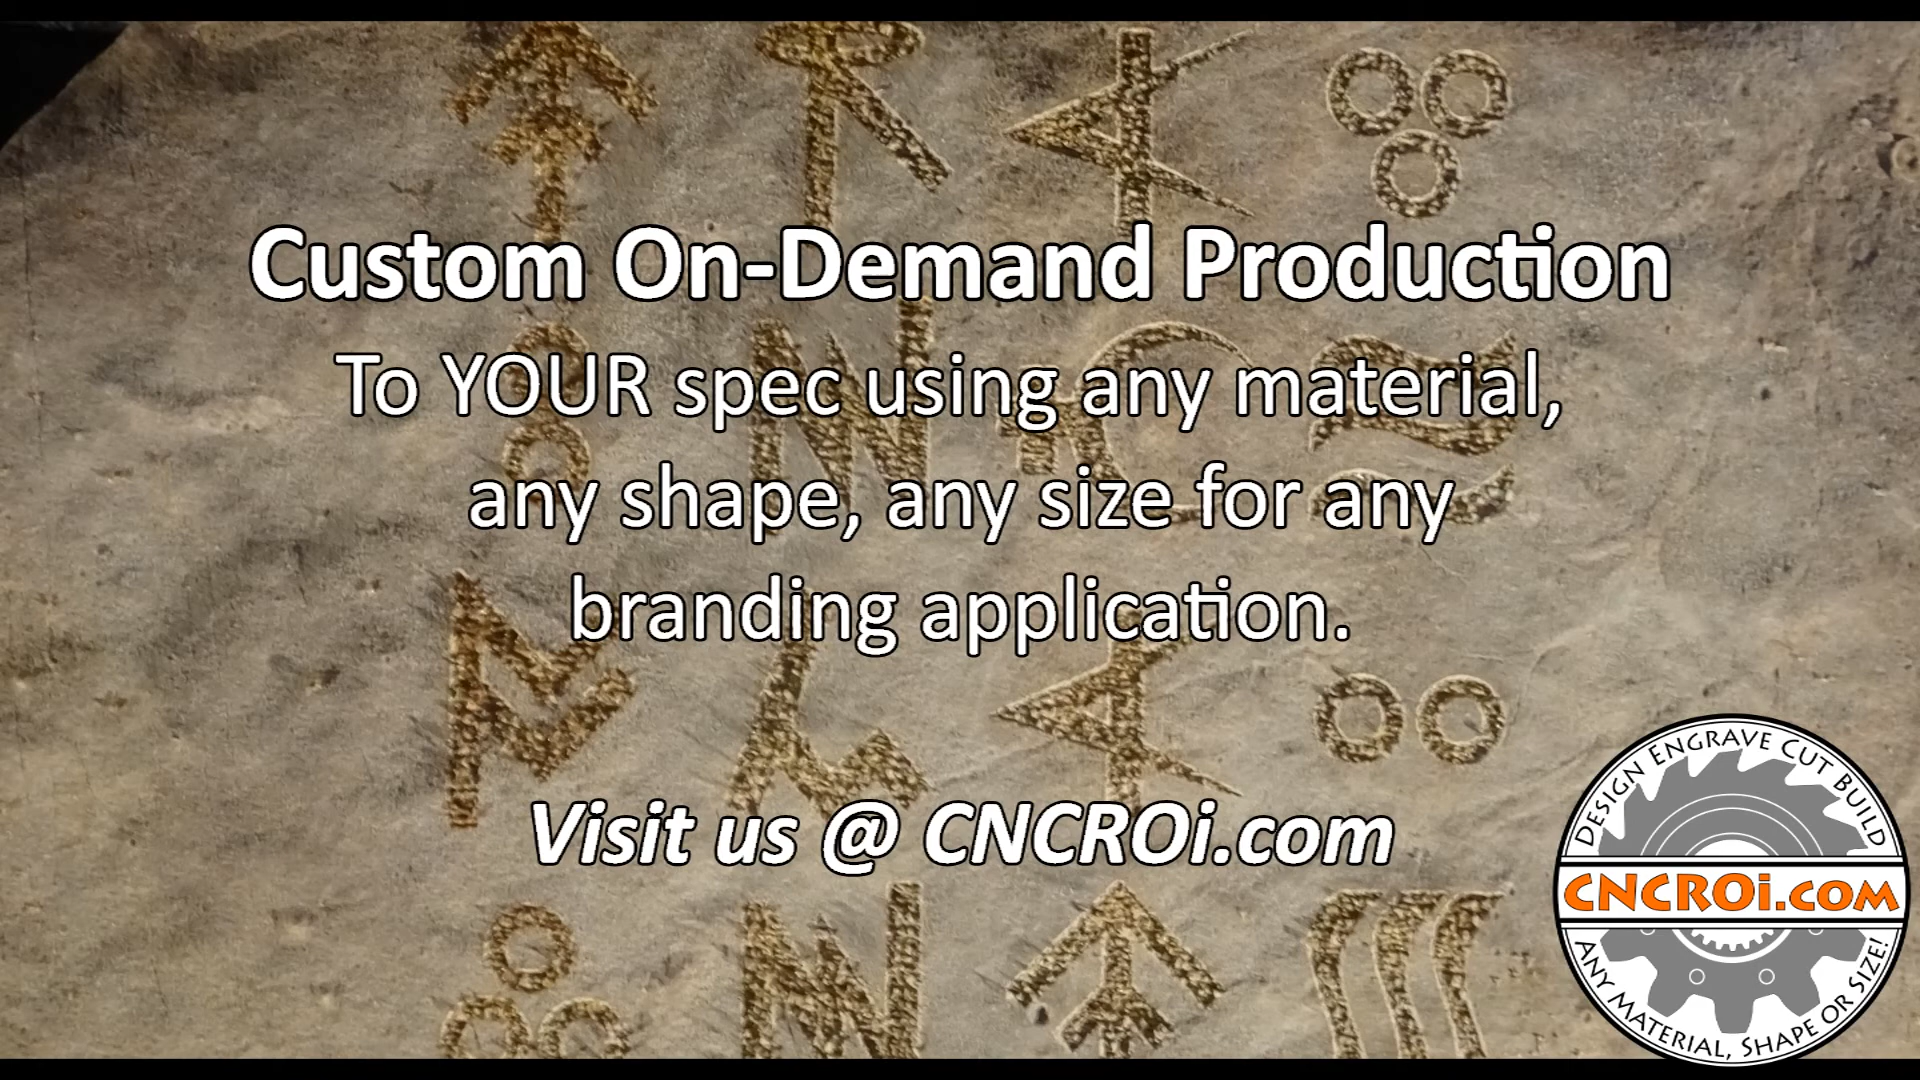 Custom On-Demand Production
To YOUR spec using any material,
any shape, any size for any
branding application.
Visit us @ CNCROi.com
DESIGN ENGRAVE CUT BUILD
CNCROi.com
ANY MATERIAL, SHAPE OR SIZE!